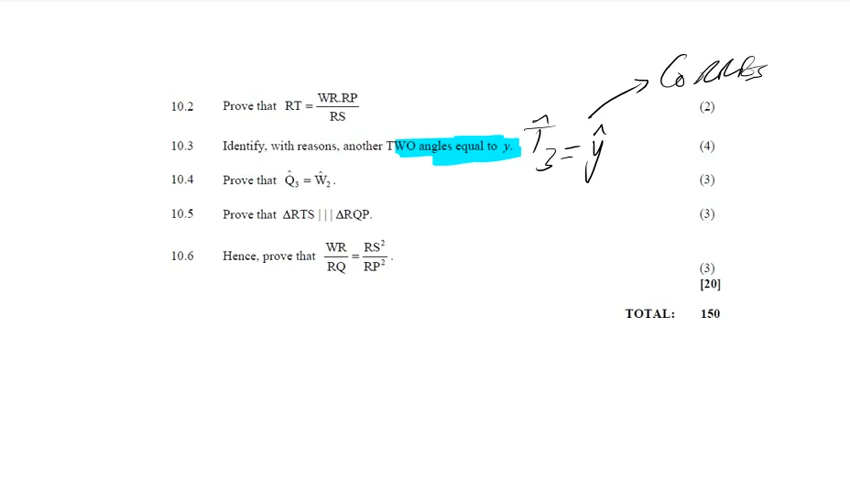 CORRES
10.2 Prove that RT = WR.RP / RS (2)
10.3 Identify, with reasons, another TWO angles equal to y. T̂3 = ŷ (4)
10.4 Prove that Q̂3 = Ŵ2. (3)
10.5 Prove that ΔRTS ||| ΔRQP. (3)
10.6 Hence, prove that WR / RQ = RS² / RP². (3)
[20]
TOTAL: 150